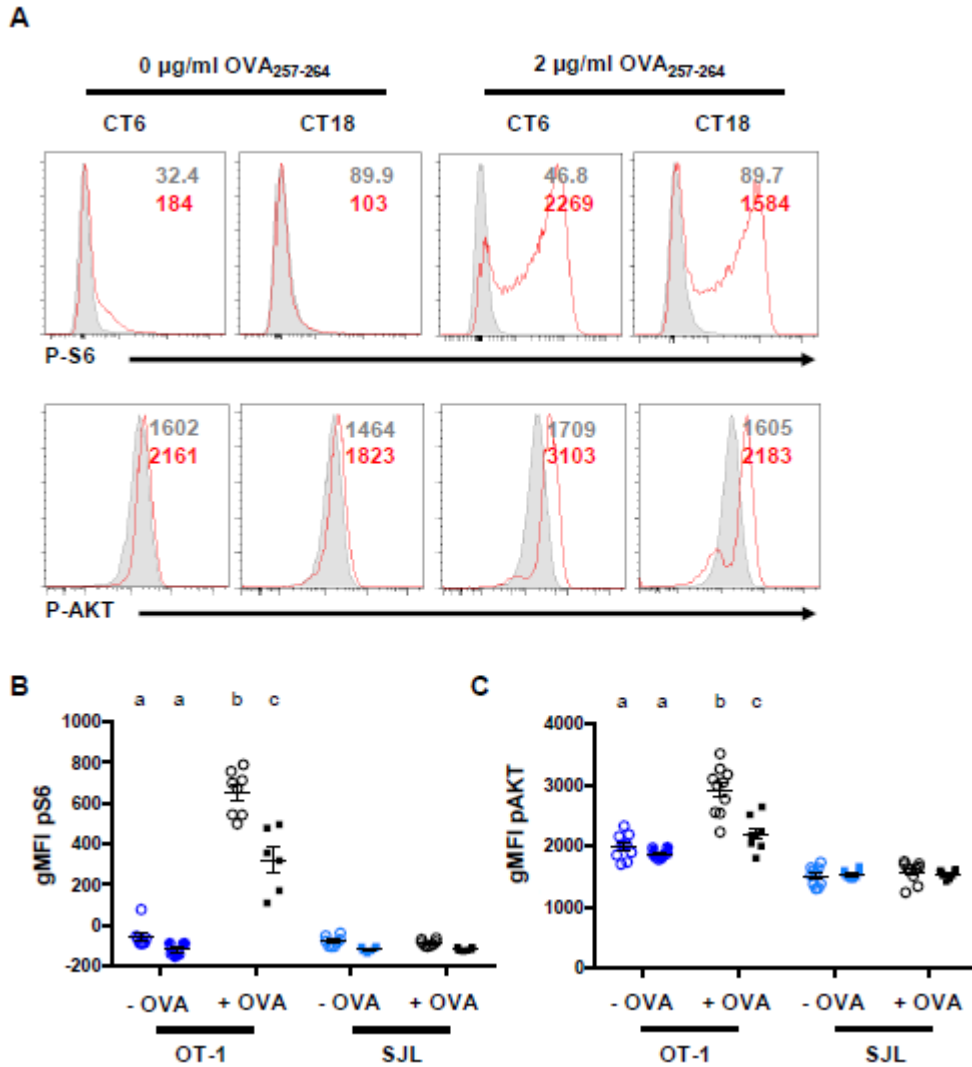 A
0 µg/ml OVA257-264 2 µg/ml OVA257-264
CT6 CT18 CT6 CT18
32.4 89.9 46.8 89.7
184 103 2269 1584
P-S6
1602 1464 1709 1605
2161 1823 3103 2183
P-AKT
B C
a a b c a a b c
1000 4000
800
600 3000
400 2000
200
0 1000
-200 0
gMFI pS6 gMFI pAKT
- OVA + OVA - OVA + OVA - OVA + OVA - OVA + OVA
OT-1 SJL OT-1 SJL